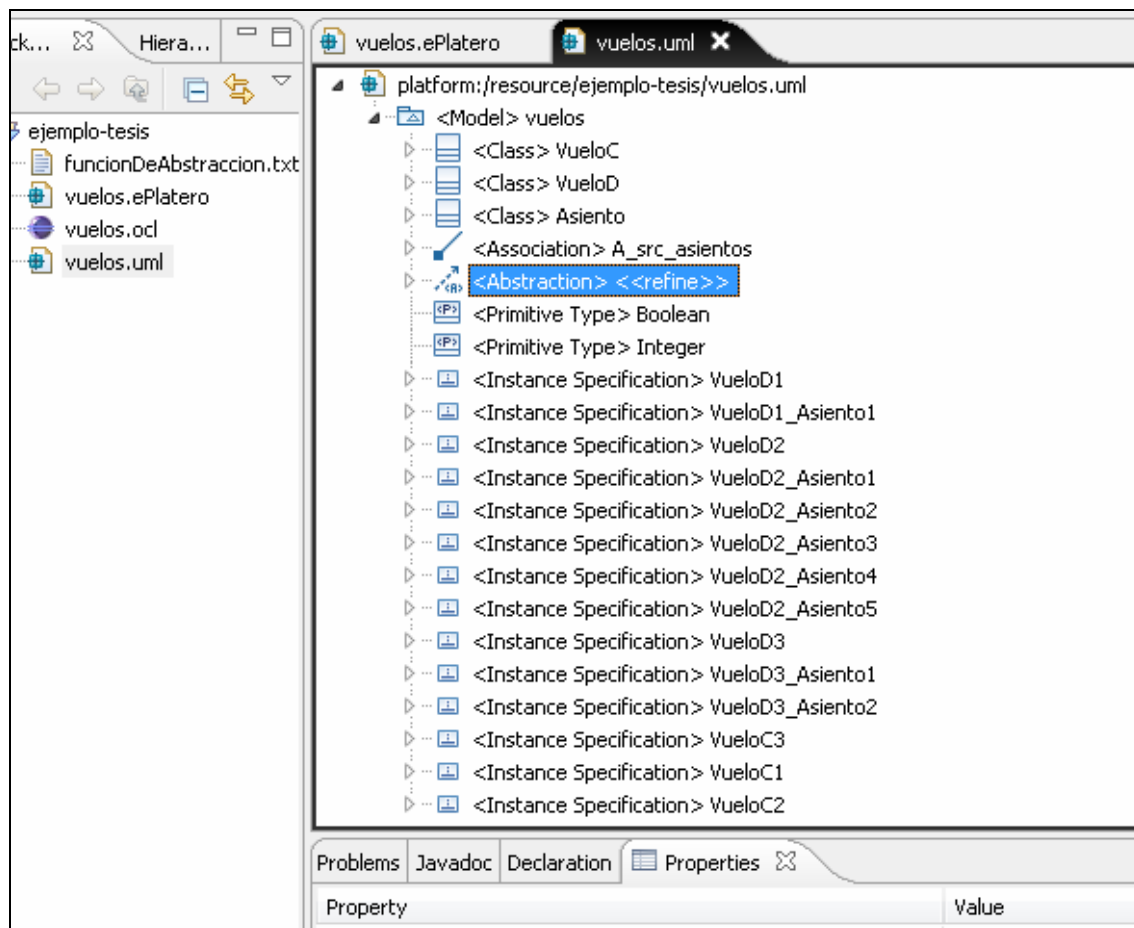 ck...
Hiera...
ejemplo-tesis
funcionDeAbstraccion.txt
vuelos.ePlatero
vuelos.ocl
vuelos.uml
vuelos.ePlatero
vuelos.uml
platform:/resource/ejemplo-tesis/vuelos.uml
<Model> vuelos
<Class> VueloC
<Class> VueloD
<Class> Asiento
<Association> A_src_asientos
<Abstraction> <<refine>>
<Primitive Type> Boolean
<Primitive Type> Integer
<Instance Specification> VueloD1
<Instance Specification> VueloD1_Asiento1
<Instance Specification> VueloD2
<Instance Specification> VueloD2_Asiento1
<Instance Specification> VueloD2_Asiento2
<Instance Specification> VueloD2_Asiento3
<Instance Specification> VueloD2_Asiento4
<Instance Specification> VueloD2_Asiento5
<Instance Specification> VueloD3
<Instance Specification> VueloD3_Asiento1
<Instance Specification> VueloD3_Asiento2
<Instance Specification> VueloC3
<Instance Specification> VueloC1
<Instance Specification> VueloC2
Problems Javadoc Declaration Properties
Property Value